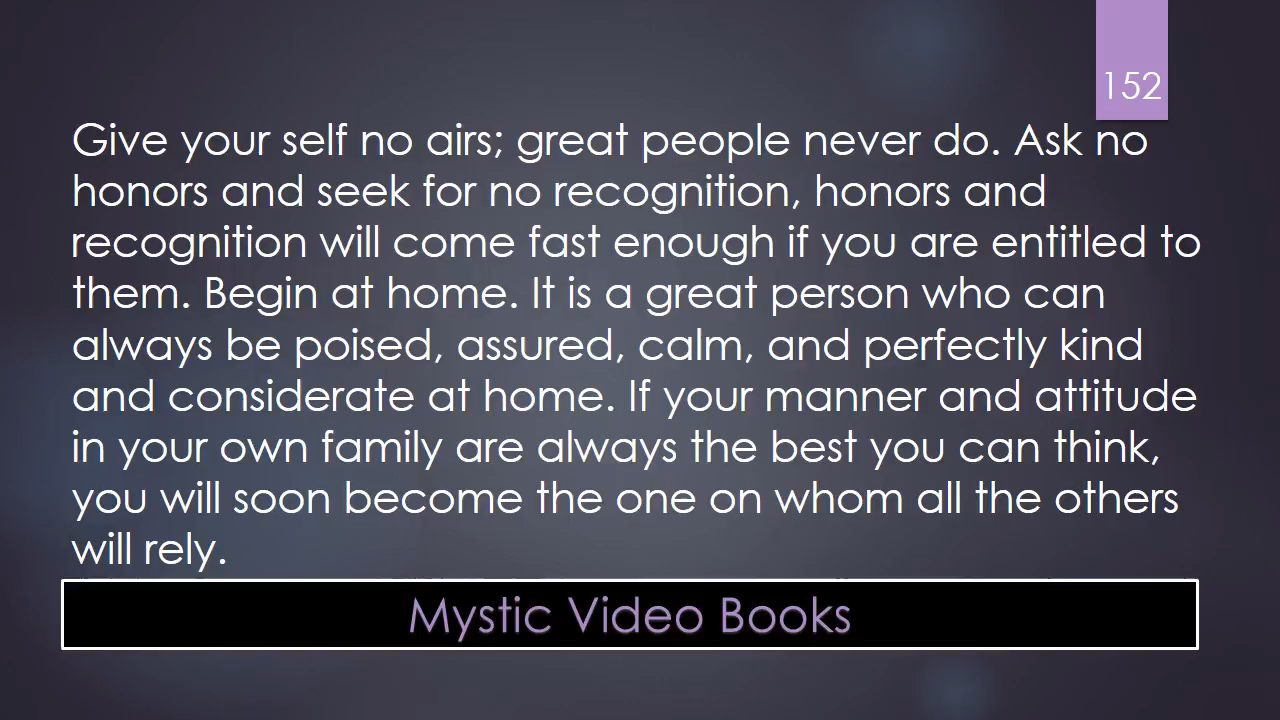 152
Give your self no airs; great people never do. Ask no
honors and seek for no recognition, honors and
recognition will come fast enough if you are entitled to
them. Begin at home. It is a great person who can
always be poised, assured, calm, and perfectly kind
and considerate at home. If your manner and attitude
in your own family are always the best you can think,
you will soon become the one on whom all the others
will rely.
Mystic Video Books